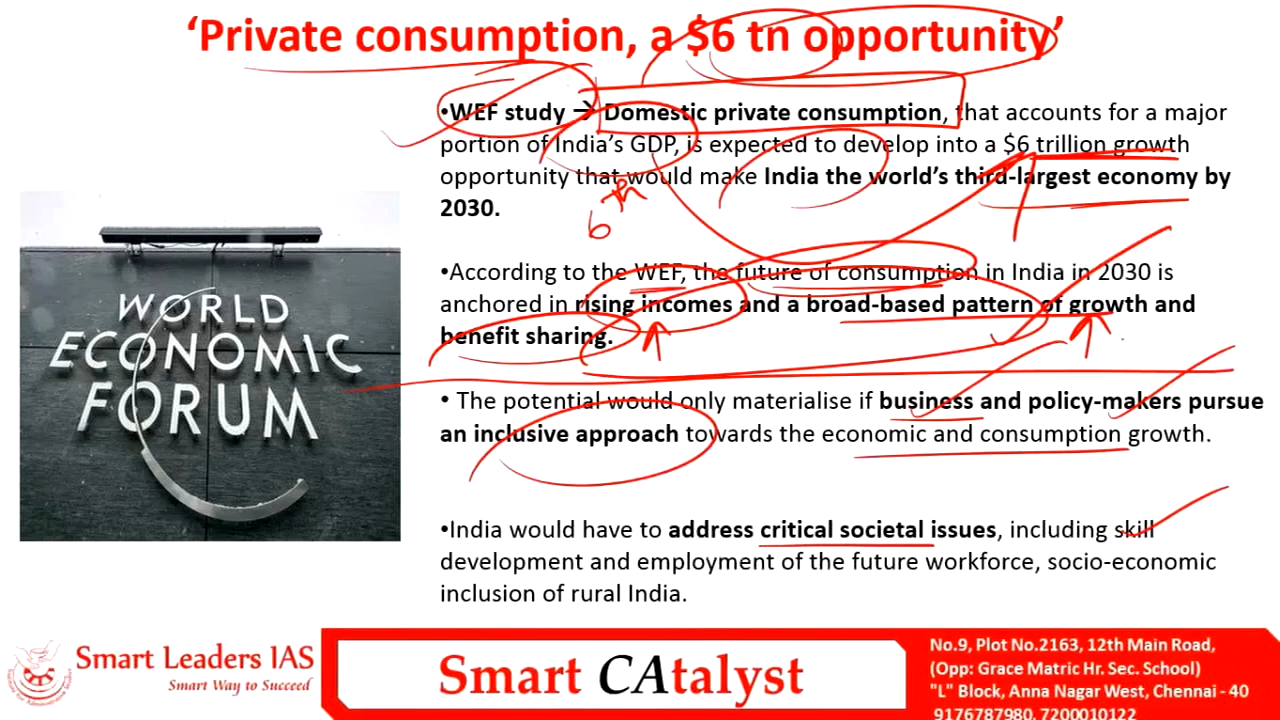 ‘Private consumption, a $6 tn opportunity’
•WEF study → Domestic private consumption, that accounts for a major
portion of India’s GDP, is expected to develop into a $6 trillion growth
opportunity that would make India the world’s third-largest economy by
2030.
6th
•According to the WEF, the future of consumption in India in 2030 is
anchored in rising incomes and a broad-based pattern of growth and
benefit sharing.
• The potential would only materialise if business and policy-makers pursue
an inclusive approach towards the economic and consumption growth.
•India would have to address critical societal issues, including skill
development and employment of the future workforce, socio-economic
inclusion of rural India.
WORLD
ECONOMIC
FORUM
Smart Leaders IAS
Smart Way to Succeed
Smart CAtalyst
No.9, Plot No.2163, 12th Main Road,
(Opp: Grace Matric Hr. Sec. School)
"L" Block, Anna Nagar West, Chennai - 40
9176787980, 7200010122